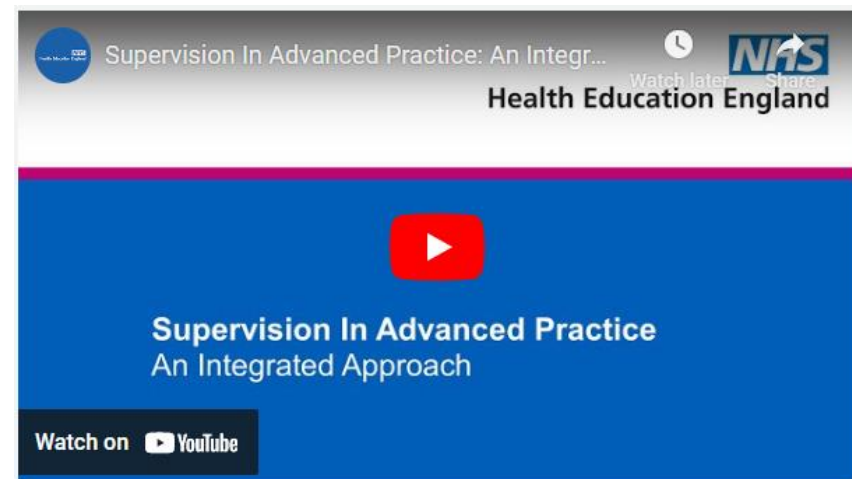 Supervision In Advanced Practice: An Integr...
NHS
Watch later
Share
Health Education England
Supervision In Advanced Practice
An Integrated Approach
Watch on YouTube